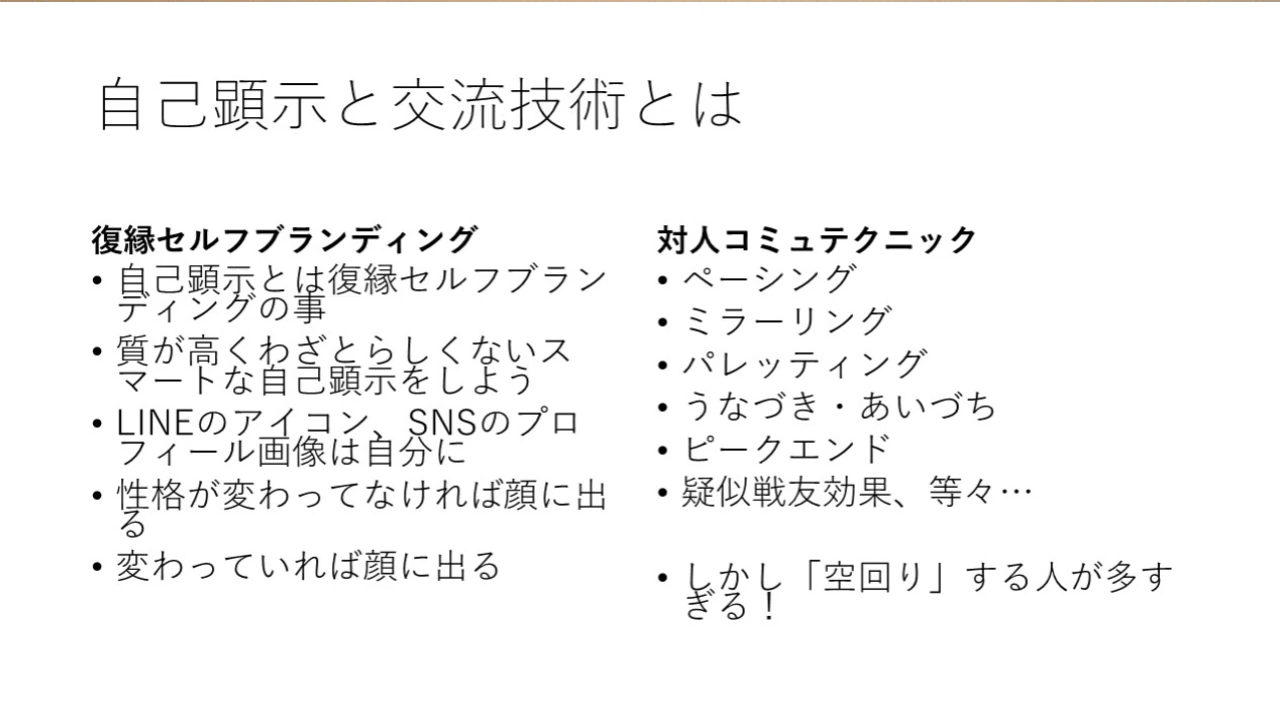 自己顕示と交流技術とは
復縁セルフブランディング
• 自己顕示とは復縁セルフブラン
ディングの事
• 質が高くわざとらしくないス
マートな自己顕示をしよう
• LINEのアイコン、SNSのプロ
フィール画像は自分に
• 性格が変わってなければ顔に出
る
• 変わっていれば顔に出る
対人コミュテクニック
• ペーシング
• ミラーリング
• パレッティング
• うなづき・あいづち
• ピークエンド
• 疑似戦友効果、等々…
• しかし「空回り」する人が多す
ぎる！